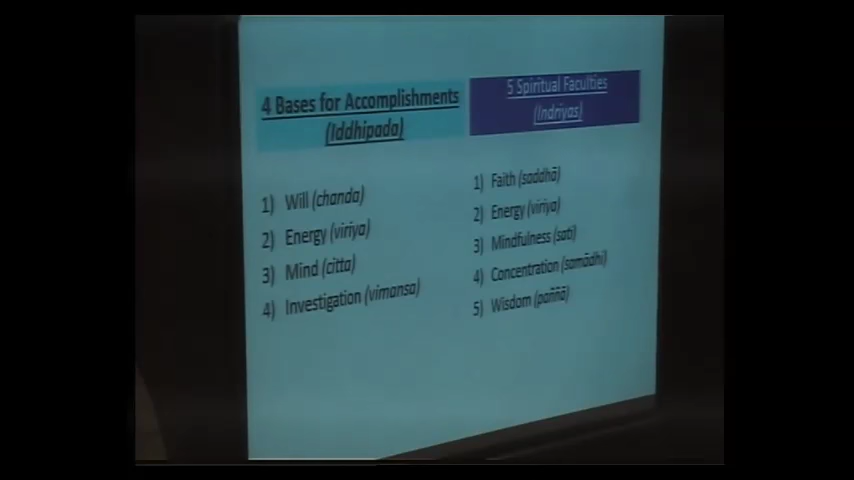 4 Bases for Accomplishments
(Iddhipada)
1) Will (chanda)
2) Energy (viriya)
3) Mind (citta)
4) Investigation (vimansa)
5 Spiritual Faculties
(Indriyas)
1) Faith (saddhā)
2) Energy (viriya)
3) Mindfulness (sati)
4) Concentration (samādhi)
5) Wisdom (paññā)